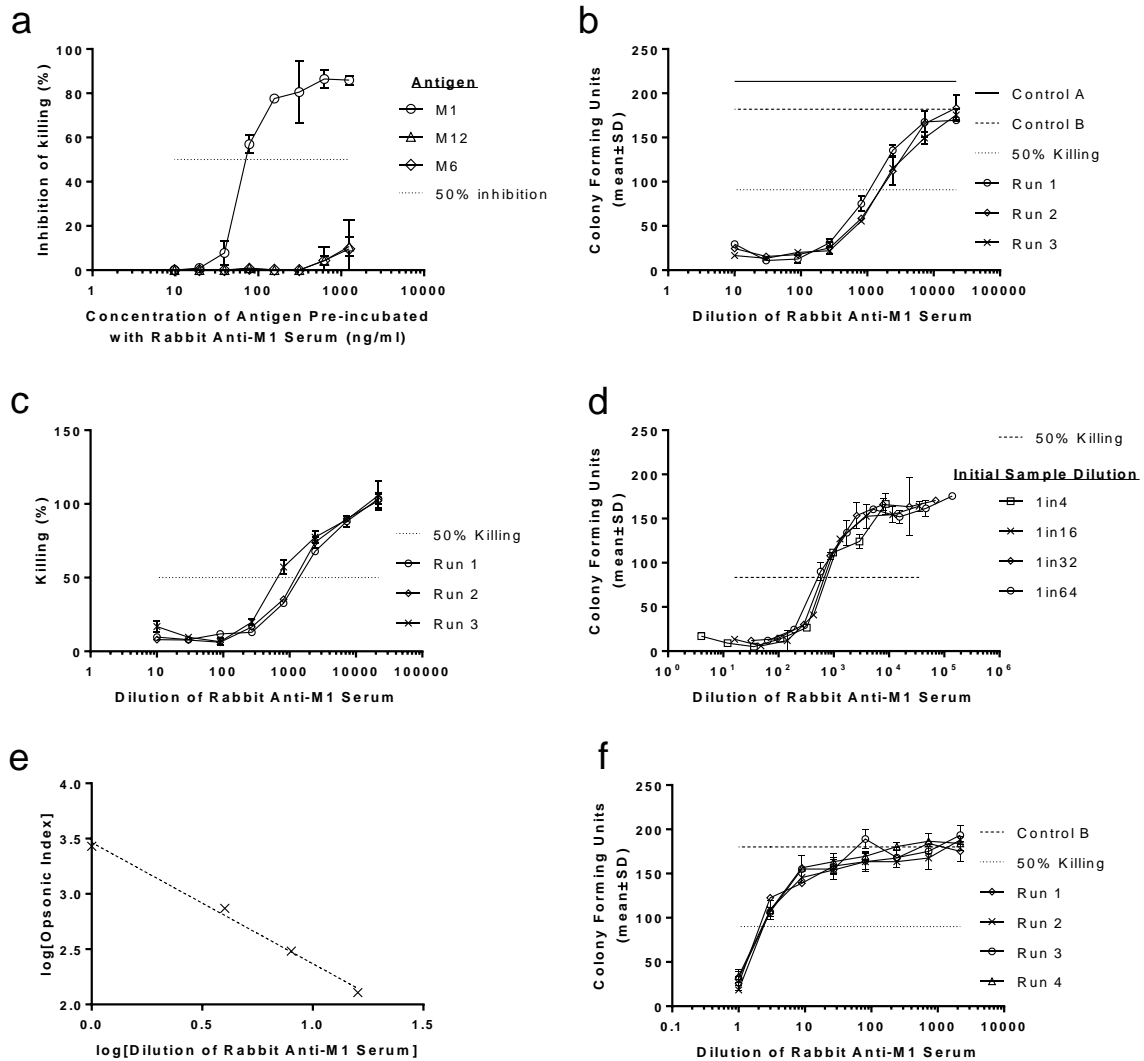 a
100
80
60
40
20
0
Inhibition of killing (%)
1
10
100
1000
10000
Concentration of Antigen Pre-incubated
with Rabbit Anti-M1 Serum (ng/ml)
Antigen
M1
M12
M6
50% inhibition
b
250
200
150
100
50
0
Colony Forming Units
(mean±SD)
1
10
100
1000
10000
100000
Dilution of Rabbit Anti-M1 Serum
Control A
Control B
50% Killing
Run 1
Run 2
Run 3
c
150
100
50
0
Killing (%)
1
10
100
1000
10000
100000
Dilution of Rabbit Anti-M1 Serum
50% Killing
Run 1
Run 2
Run 3
d
250
200
150
100
50
0
Colony Forming Units
(mean±SD)
10⁰
10¹
10²
10³
10⁴
10⁵
10⁶
Dilution of Rabbit Anti-M1 Serum
50% Killing
Initial Sample Dilution
1in4
1in16
1in32
1in64
e
4.0
3.5
3.0
2.5
2.0
log[Opsonic Index]
0.0
0.5
1.0
1.5
log[Dilution of Rabbit Anti-M1 Serum]
f
250
200
150
100
50
0
Colony Forming Units
(mean±SD)
0.1
1
10
100
1000
10000
Dilution of Rabbit Anti-M1 Serum
Control B
50% Killing
Run 1
Run 2
Run 3
Run 4